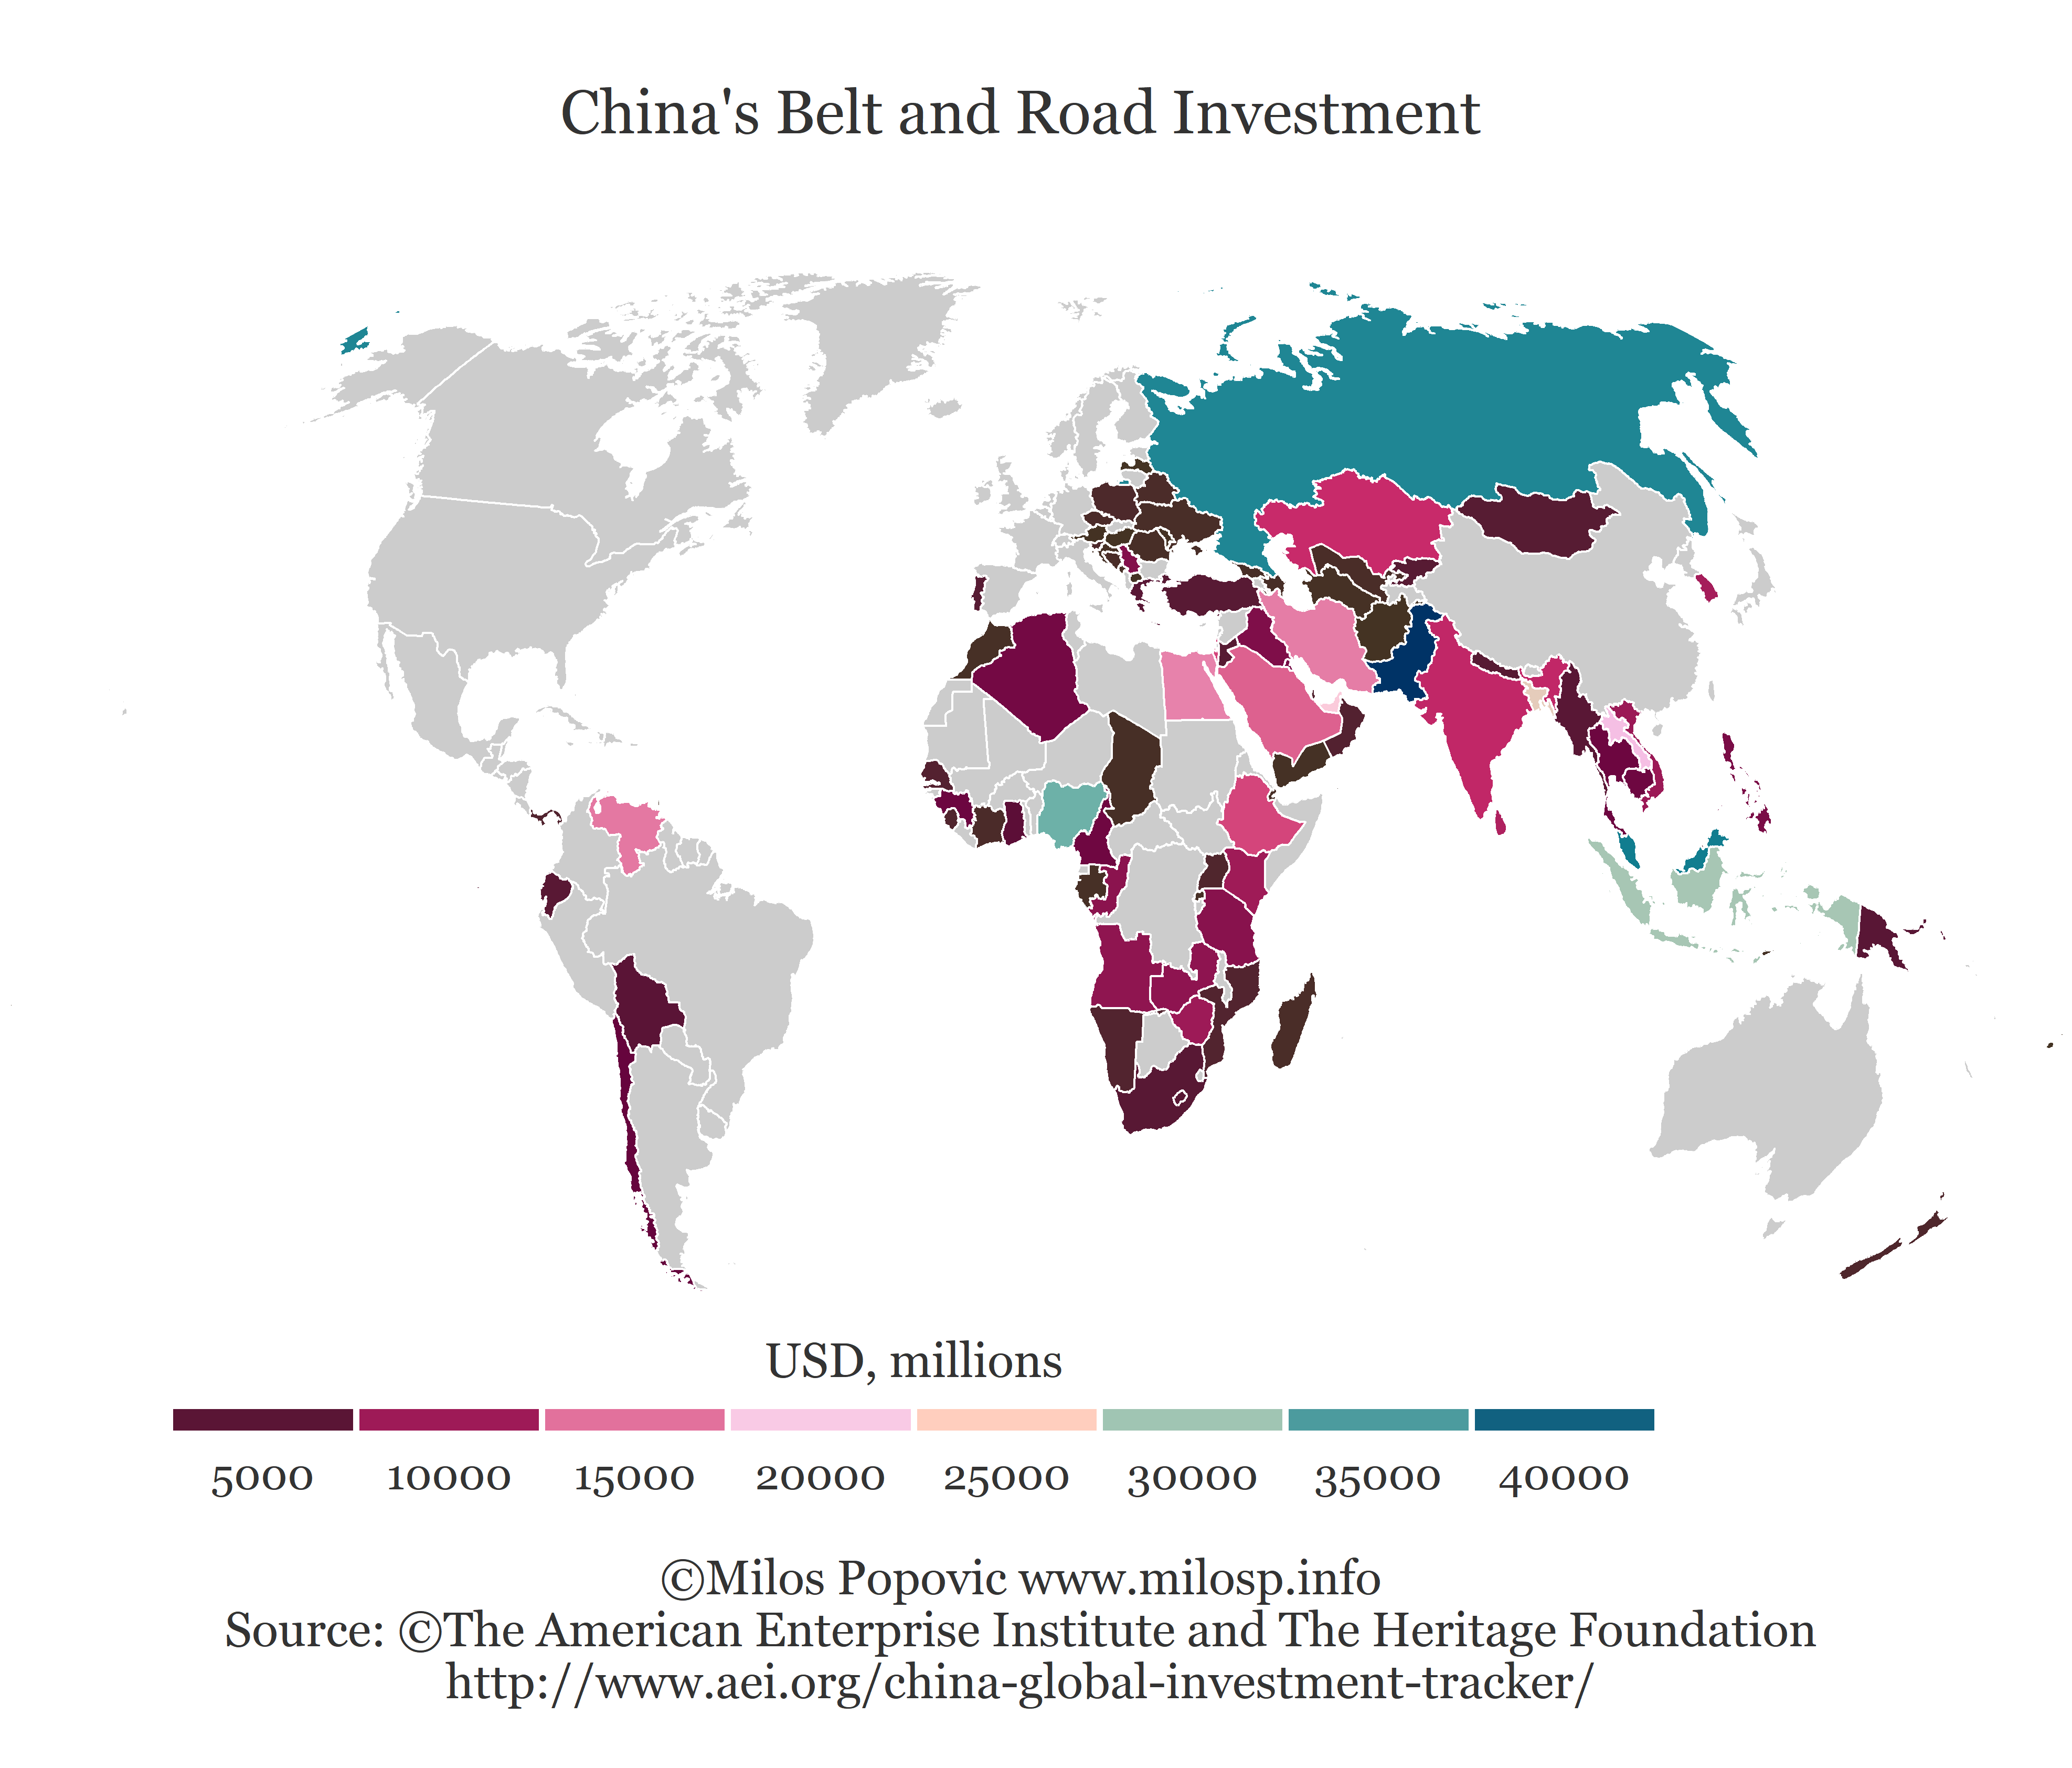 China's Belt and Road Investment
USD, millions
5000 10000 15000 20000 25000 30000 35000 40000
©Milos Popovic www.milosp.info
Source: ©The American Enterprise Institute and The Heritage Foundation
http://www.aei.org/china-global-investment-tracker/